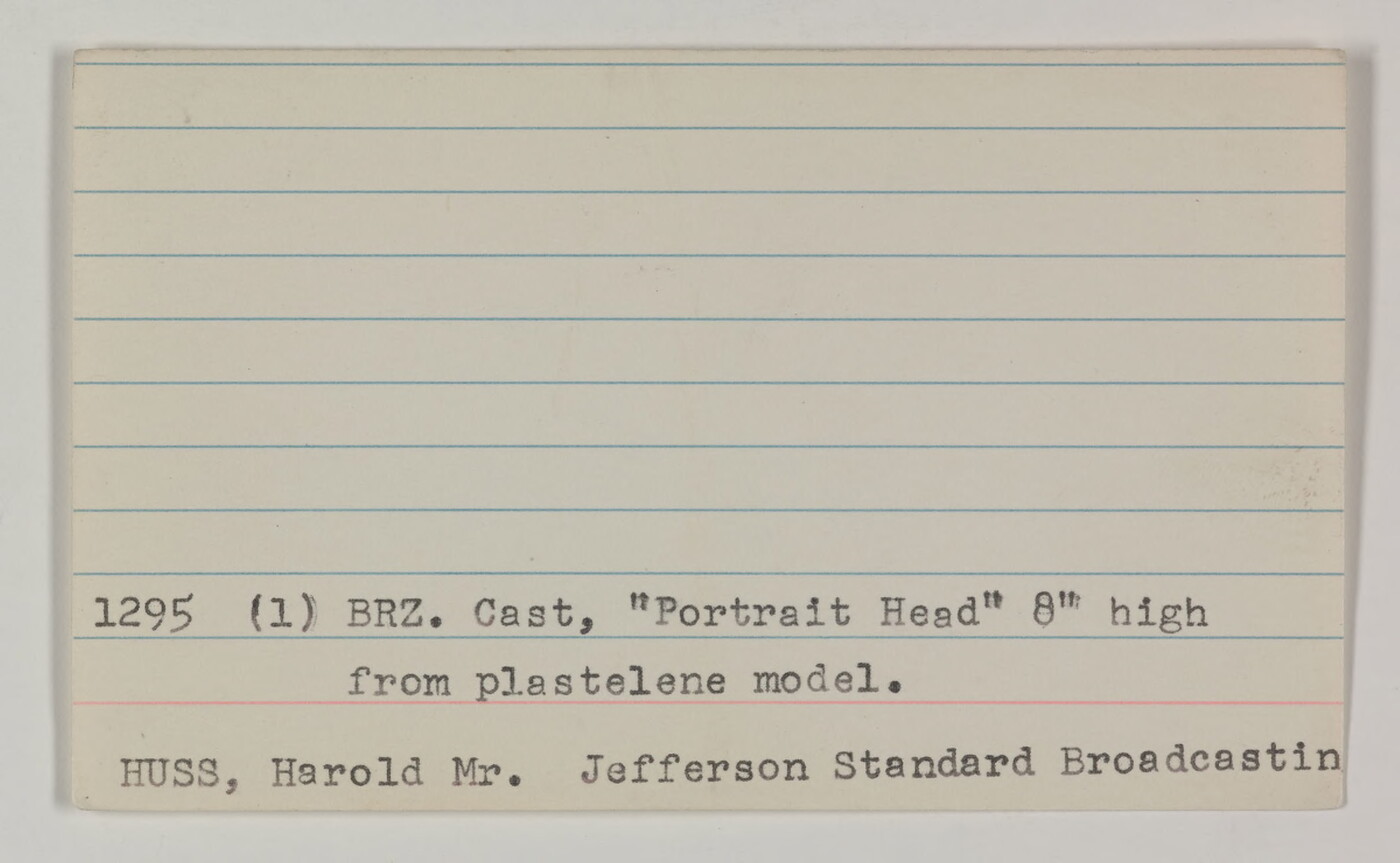 1295 (1) BRZ. Cast, "Portrait Head" 8" high
from plastelene model.
HUSS, Harold Mr. Jefferson Standard Broadcastin